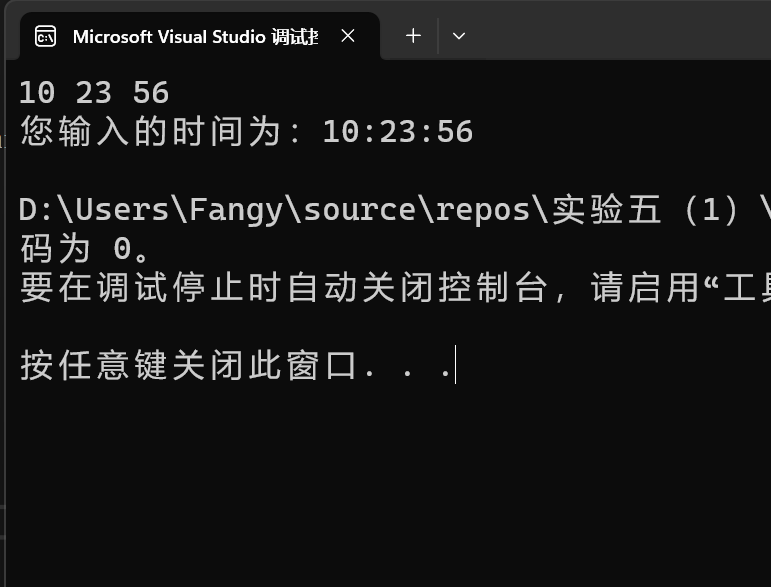 Microsoft Visual Studio 调试
10 23 56
您输入的时间为：10:23:56
D:\Users\Fangy\source\repos\实验五（1）\
码为 0。
要在调试停止时自动关闭控制台，请启用“工具
按任意键关闭此窗口. . .